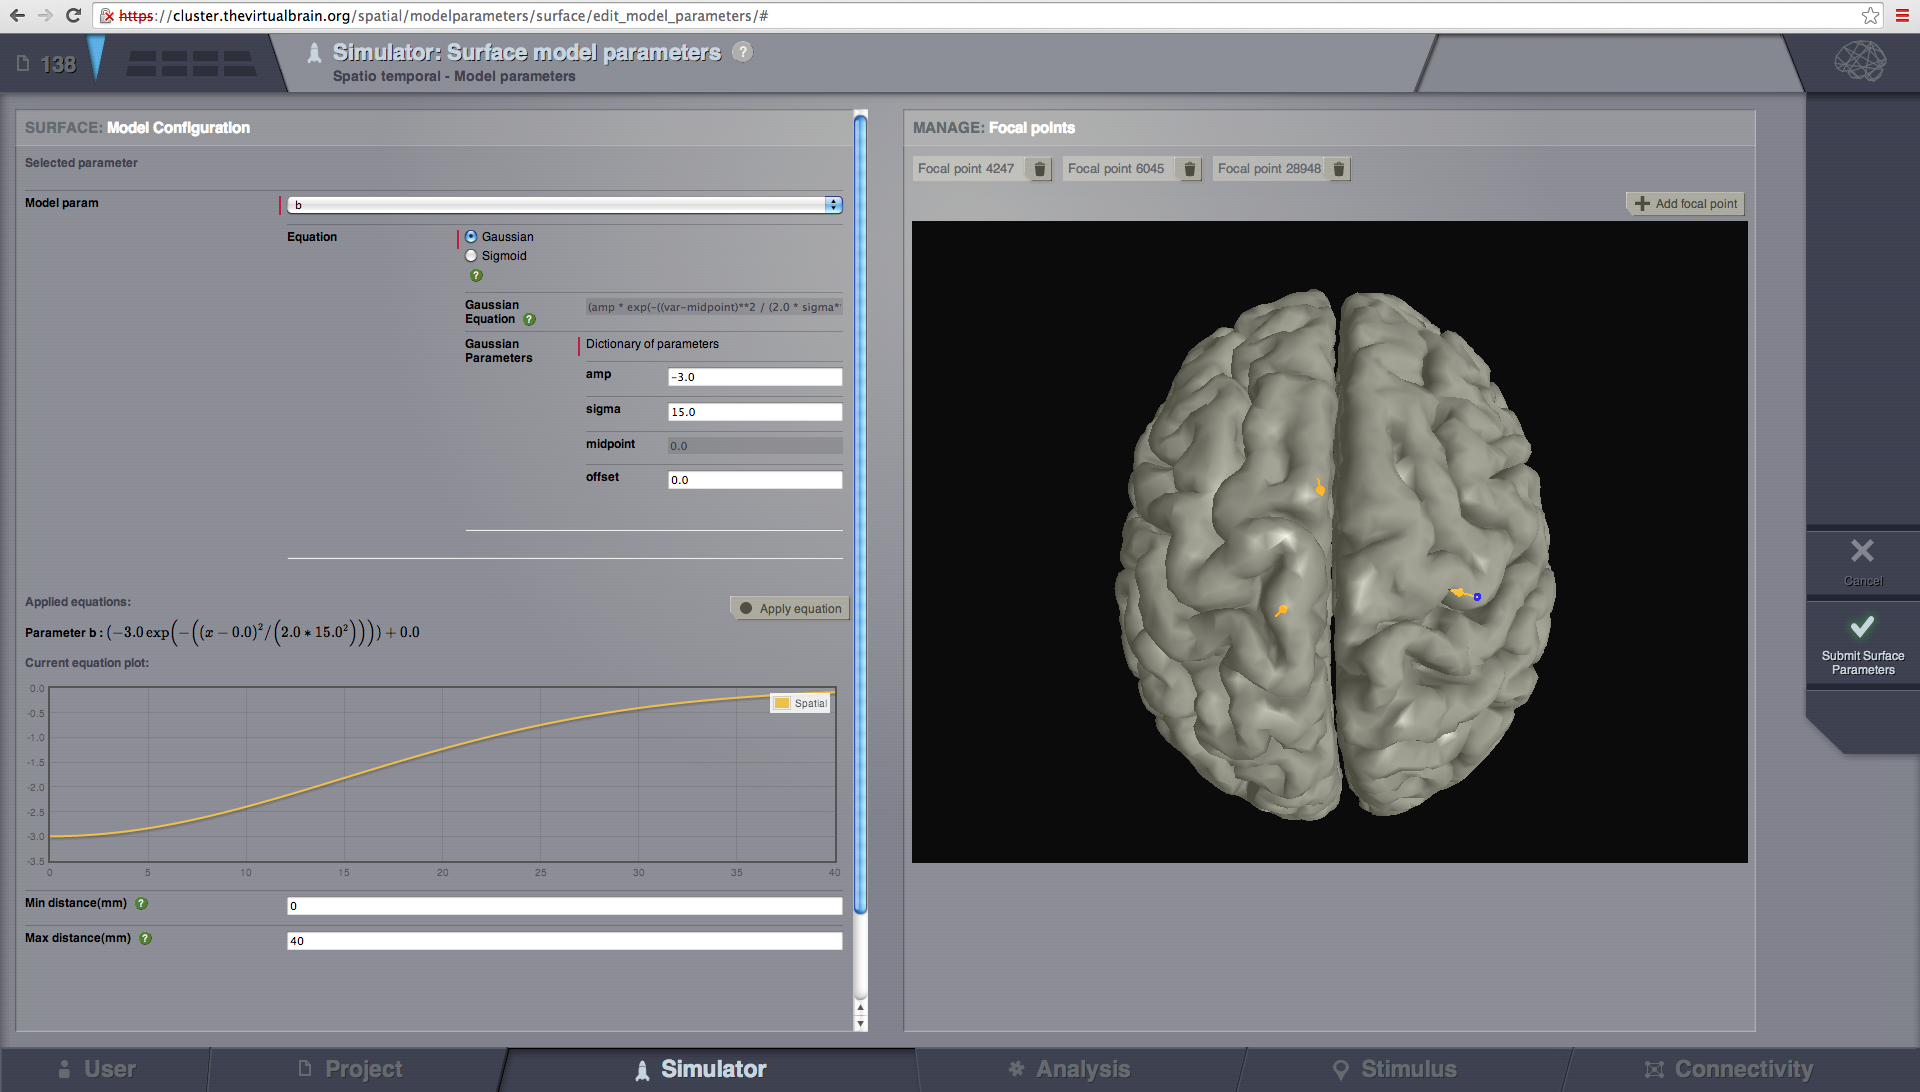 https://cluster.thevirtualbrain.org/spatial/modelparameters/surface/edit_model_parameters/#
138
Simulator: Surface model parameters ?
Spatio temporal - Model parameters
SURFACE: Model Configuration
Selected parameter
Model param
b
Equation
Gaussian
Sigmoid
?
Gaussian Equation ?
(amp * exp(-((var-midpoint)**2 / (2.0 * sigma*
Gaussian Parameters
Dictionary of parameters
amp
-3.0
sigma
15.0
midpoint
0.0
offset
0.0
Applied equations:
Apply equation
Parameter b : (−3.0 exp(−((x − 0.0)²/(2.0 ∗ 15.0²)))) + 0.0
Current equation plot:
0.0
-0.5
-1.0
-1.5
-2.0
-2.5
-3.0
-3.5
0 5 10 15 20 25 30 35 40
Spatial
Min distance(mm) ?
0
Max distance(mm) ?
40
MANAGE: Focal points
Focal point 4247
Focal point 6045
Focal point 28948
Add focal point
Cancel
Submit Surface
Parameters
User
Project
Simulator
Analysis
Stimulus
Connectivity